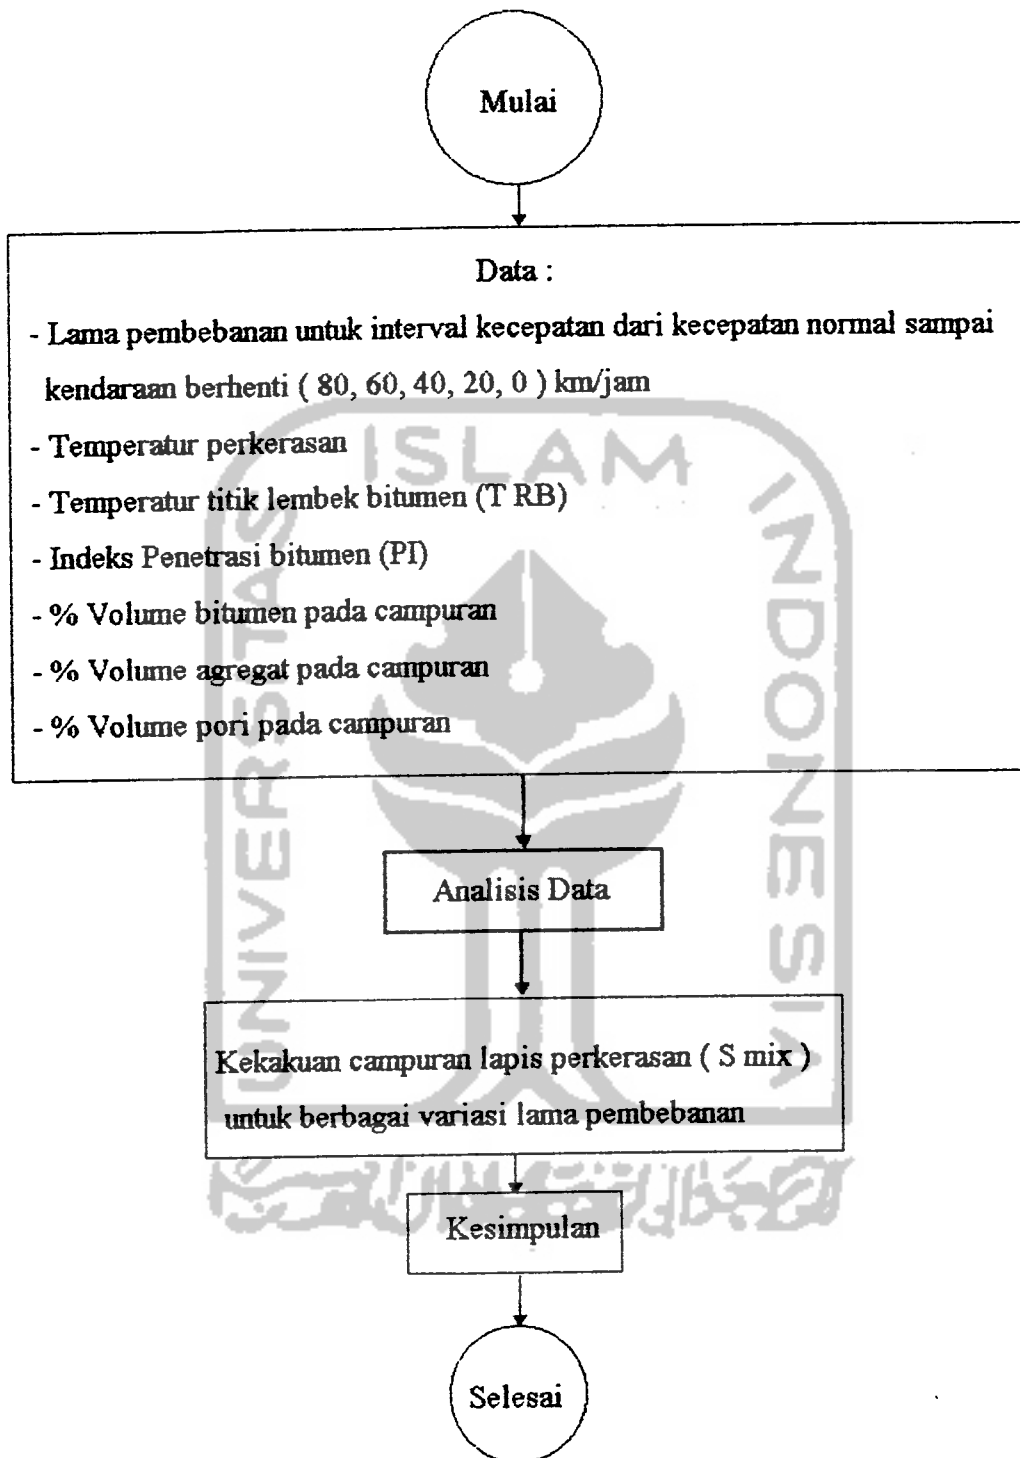 Mulai
Data :
- Lama pembebanan untuk interval kecepatan dari kecepatan normal sampai
kendaraan berhenti ( 80, 60, 40, 20, 0 ) km/jam
- Temperatur perkerasan
- Temperatur titik lembek bitumen (T RB)
- Indeks Penetrasi bitumen (PI)
- % Volume bitumen pada campuran
- % Volume agregat pada campuran
- % Volume pori pada campuran
Analisis Data
Kekakuan campuran lapis perkerasan ( S mix )
untuk berbagai variasi lama pembebanan
Kesimpulan
Selesai
UNIVERSITAS
ISLAM
INDONESIA